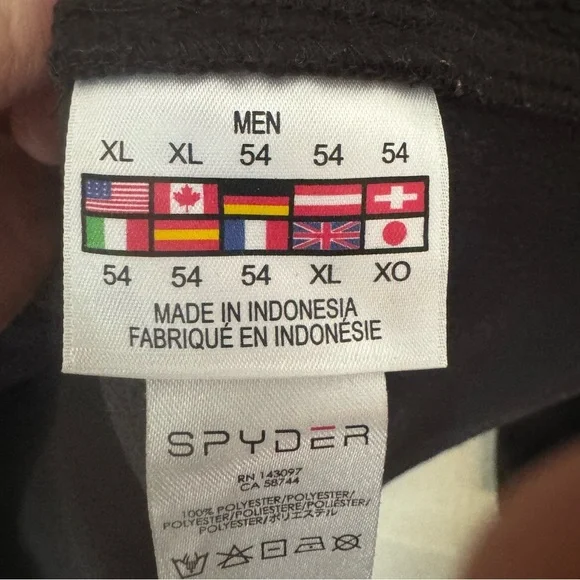 MEN
XL XL 54 54 54
54 54 54 XL XO
MADE IN INDONESIA
FABRIQUÉ EN INDONÉSIE
SPYDER
RN 143097
CA 58744
100% POLYESTER/POLYESTER/
POLYESTER/POLIESTERE/POLIÉSTER/
POLYESTER/ポリエステル